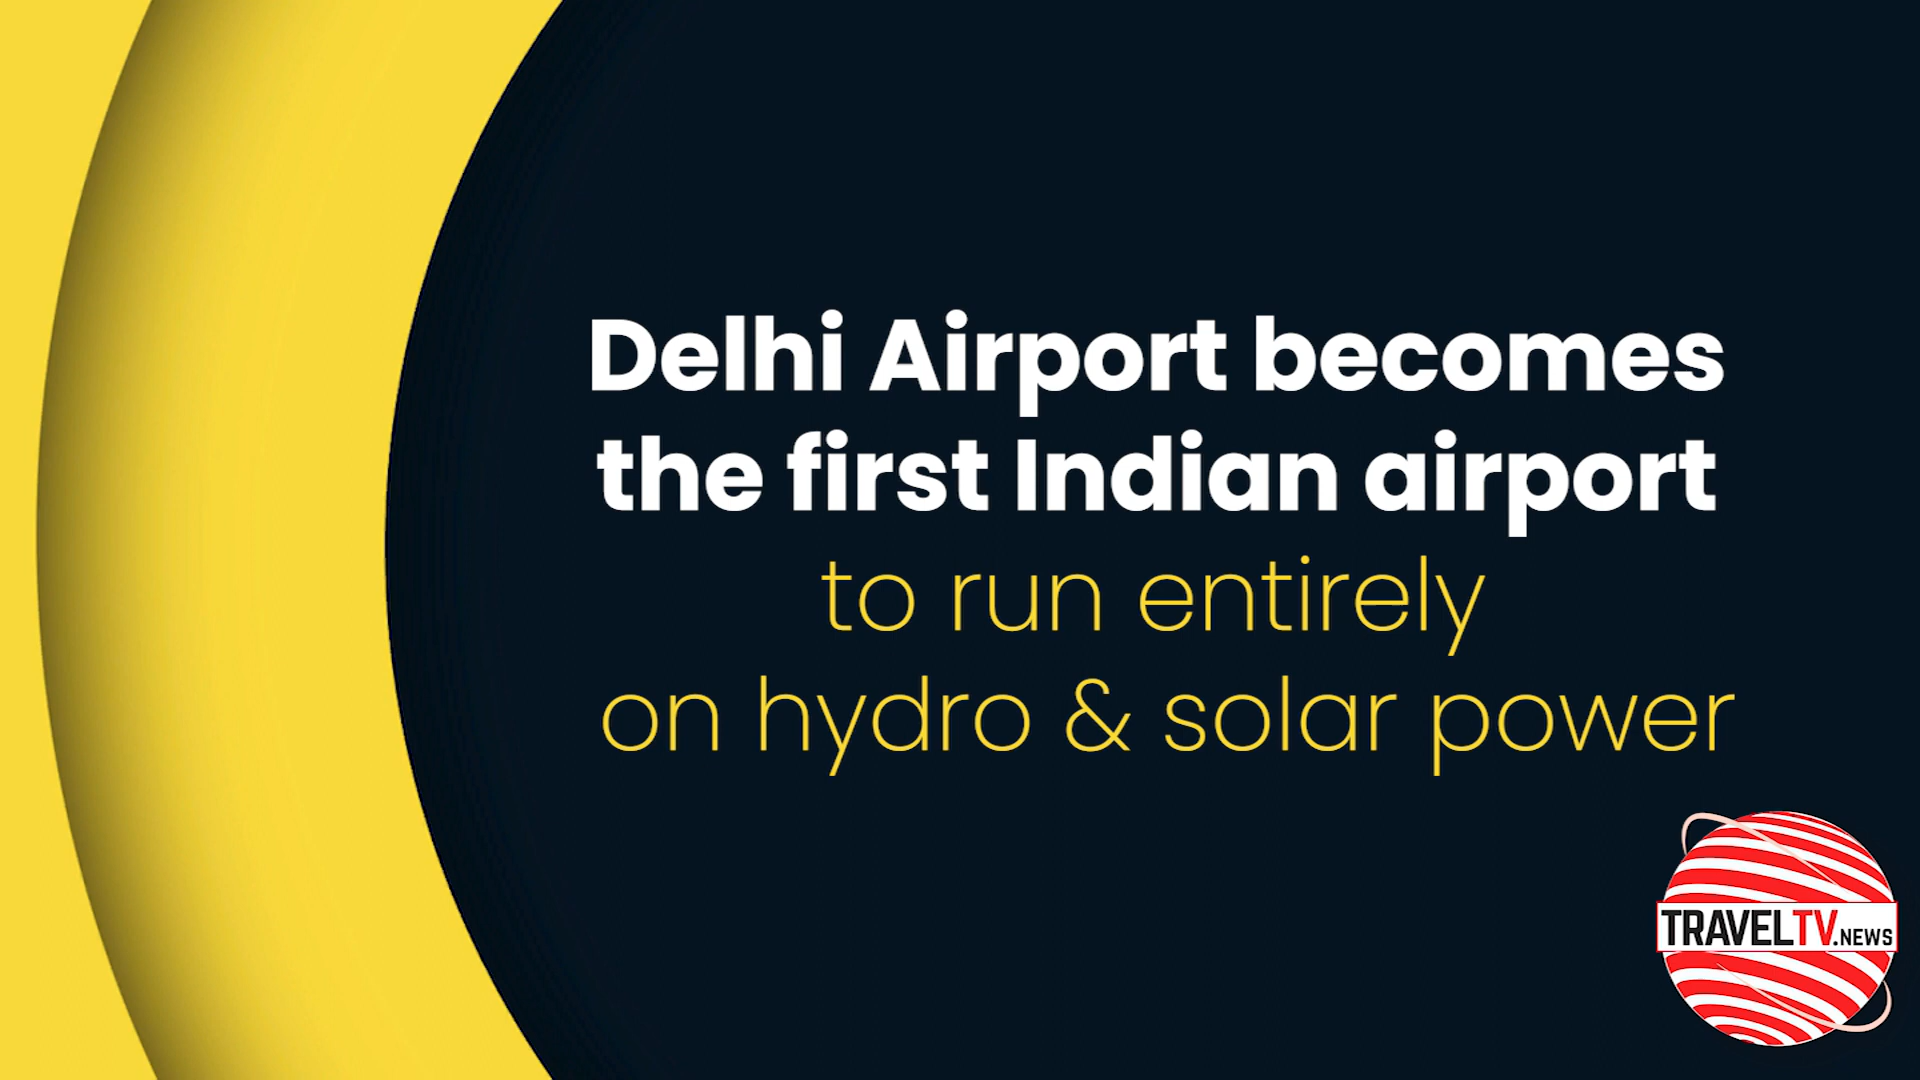 Delhi Airport becomes
the first Indian airport
to run entirely
on hydro & solar power
TRAVELTV.NEWS